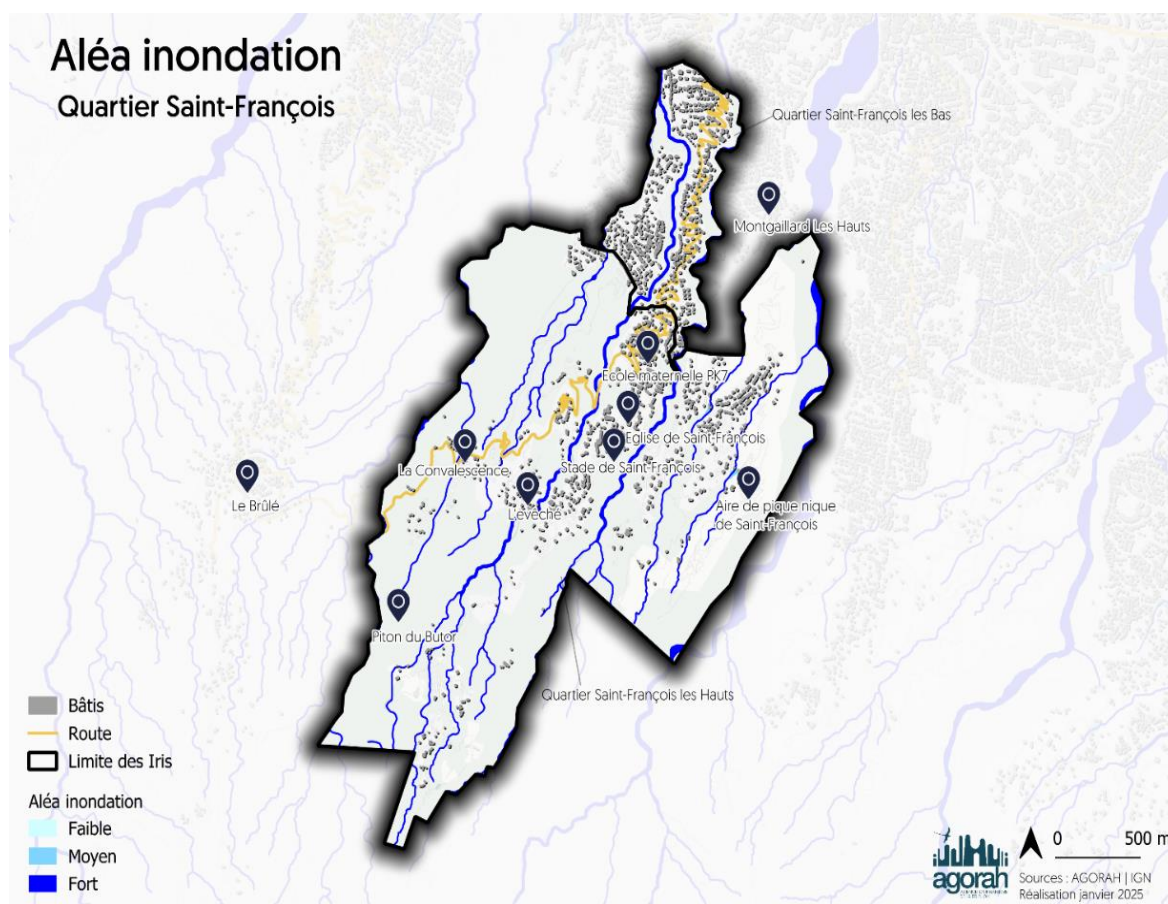 Aléa inondation
Quartier Saint-François
Quartier Saint-François les Bas
Montgaillard Les Hauts
Ecole maternelle PK7
Eglise de Saint-François
La Convalescence
Stade de Saint-François
Le Brûlé
L'évêché
Aire de pique nique
de Saint-François
Piton du Butor
Quartier Saint-François les Hauts
Bâtis
Route
Limite des Iris
Aléa inondation
Faible
Moyen
Fort
agorah
0 500 m
Sources : AGORAH | IGN
Réalisation janvier 2025